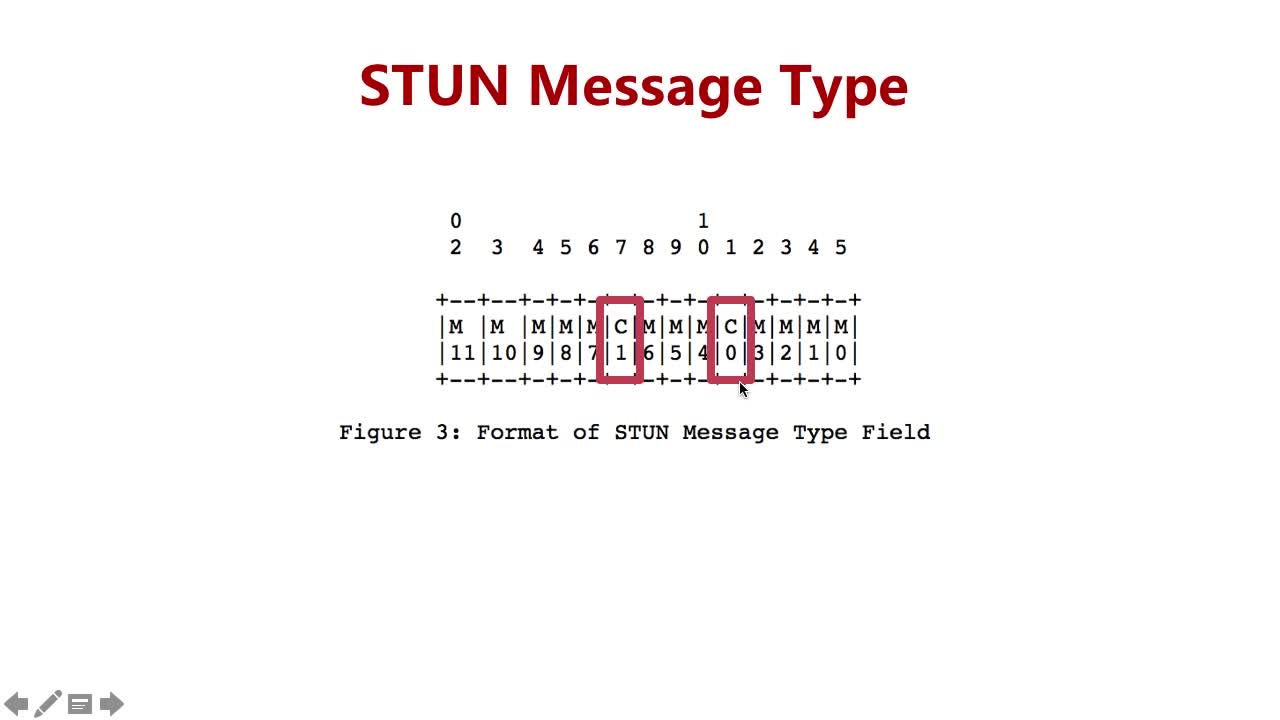 STUN Message Type
0                 1
2  3  4 5 6 7 8 9 0 1 2 3 4 5
+--+--+-+-+-+-+-+-+-+-+-+-+-+-+
|M |M |M|M|M|C|M|M|M|C|M|M|M|M|
|11|10|9|8|7|1|6|5|4|0|3|2|1|0|
+--+--+-+-+-+-+-+-+-+-+-+-+-+-+
Figure 3: Format of STUN Message Type Field